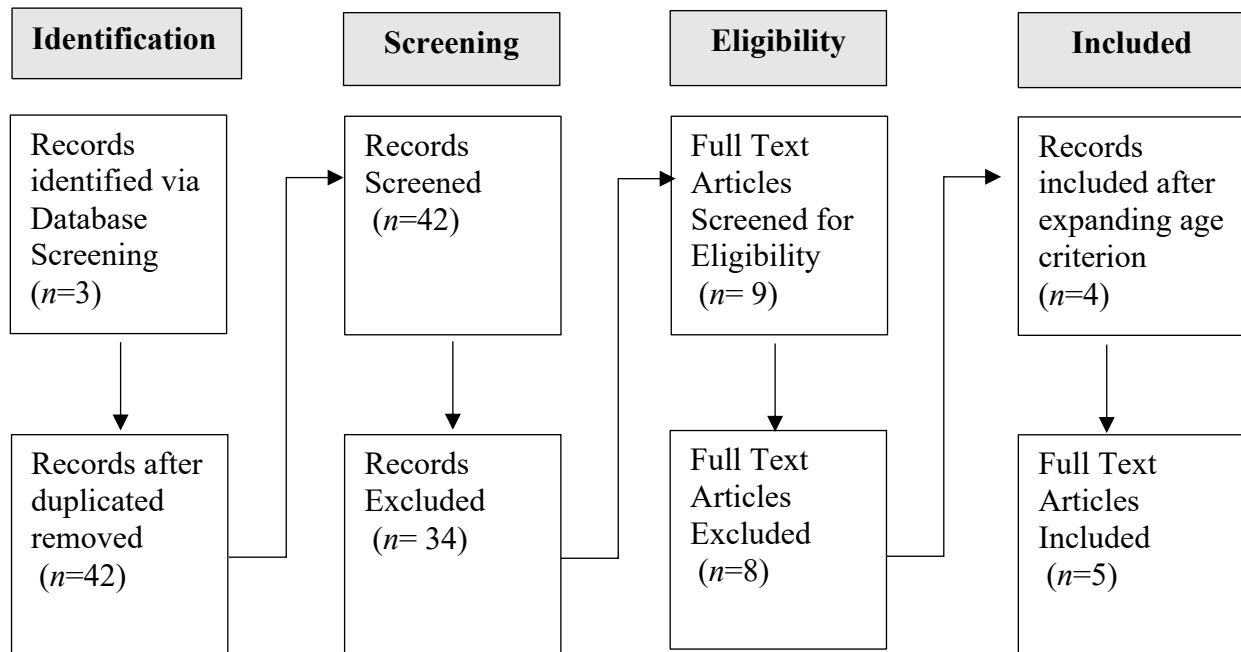 Identification
Records
identified via
Database
Screening
(n=3)
Records after
duplicated
removed
(n=42)
Screening
Records
Screened
(n=42)
Records
Excluded
(n= 34)
Eligibility
Full Text
Articles
Screened for
Eligibility
(n= 9)
Full Text
Articles
Excluded
(n=8)
Included
Records
included after
expanding age
criterion
(n=4)
Full Text
Articles
Included
(n=5)